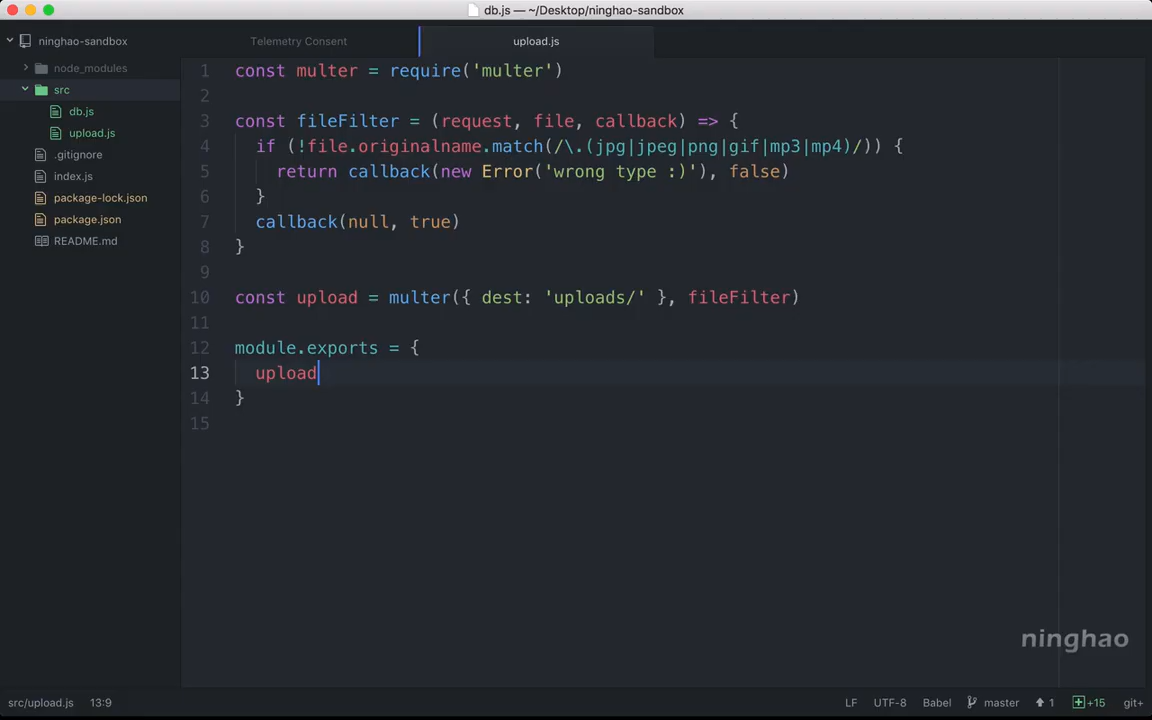 db.js — ~/Desktop/ninghao-sandbox
ninghao-sandbox
node_modules
src
db.js
upload.js
.gitignore
index.js
package-lock.json
package.json
README.md
Telemetry Consent
upload.js
1 const multer = require('multer')
2
3 const fileFilter = (request, file, callback) => {
4   if (!file.originalname.match(/\.(jpg|jpeg|png|gif|mp3|mp4)/)) {
5     return callback(new Error('wrong type :)'), false)
6   }
7   callback(null, true)
8 }
9
10 const upload = multer({ dest: 'uploads/' }, fileFilter)
11
12 module.exports = {
13   upload
14 }
15
ninghao
src/upload.js 13:9 LF UTF-8 Babel master 1 +15 git+